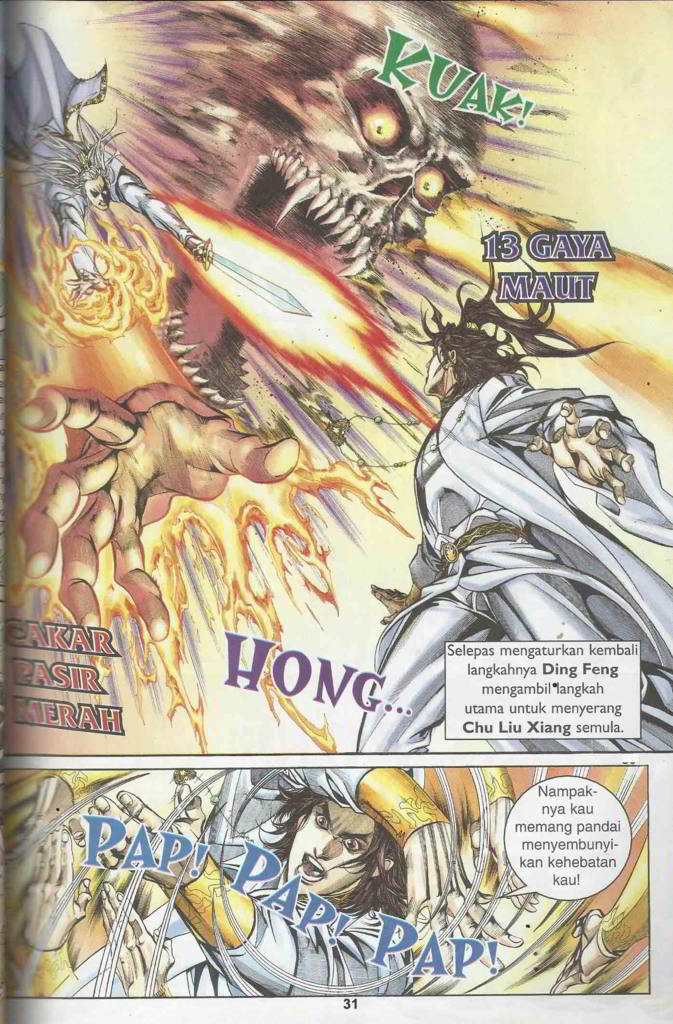 KUAK!
13 GAYA
MAUT
CAKAR
PASIR
MERAH
HONG...
Selepas mengaturkan kembali
langkahnya Ding Feng
mengambil langkah
utama untuk menyerang
Chu Liu Xiang semula.
Nampak-
nya kau
memang pandai
menyembunyi-
kan kehebatan
kau!
PAP! PAP! PAP! PAP!
31